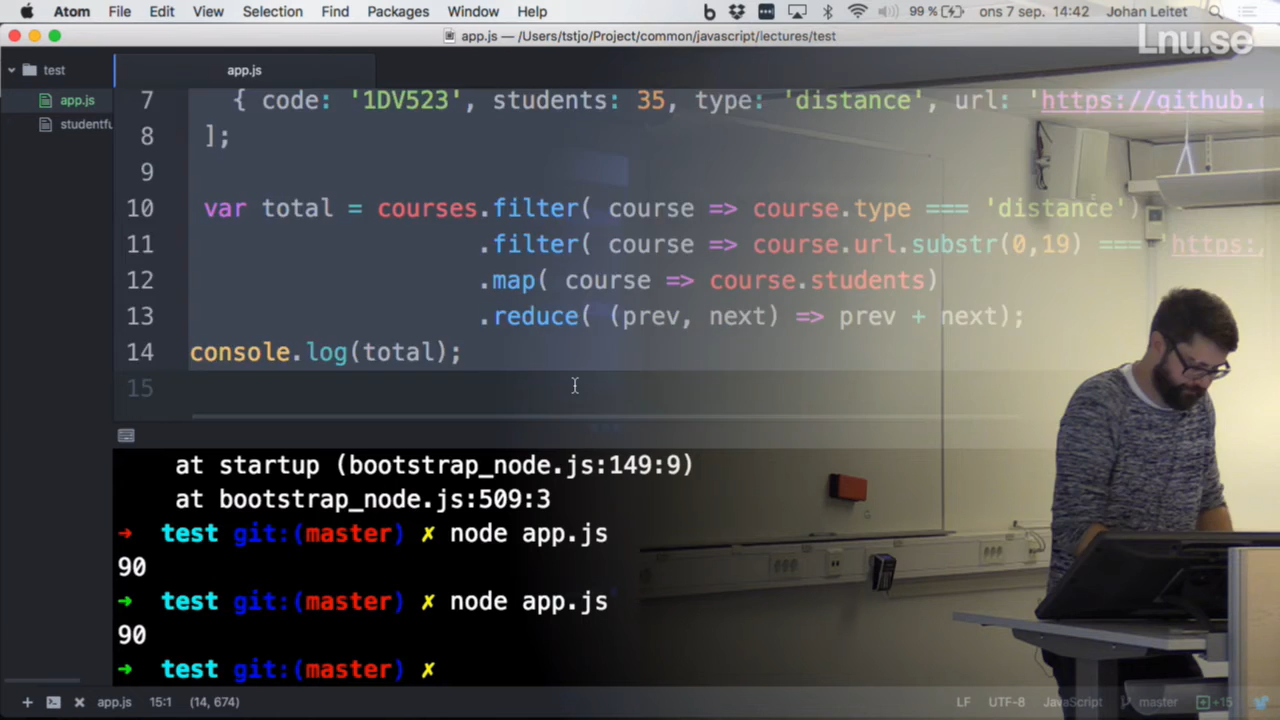 Atom File Edit View Selection Find Packages Window Help 99 % ons 7 sep. 14:42 Johan Leitet
app.js — /Users/tstjo/Project/common/javascript/lectures/test
Lnu.se
test
app.js
app.js
studentfu
7 { code: '1DV523', students: 35, type: 'distance', url: 'https://github.c
8 ];
9
10 var total = courses.filter( course => course.type === 'distance')
11 .filter( course => course.url.substr(0,19) === 'https:/
12 .map( course => course.students)
13 .reduce( (prev, next) => prev + next);
14 console.log(total);
15
at startup (bootstrap_node.js:149:9)
at bootstrap_node.js:509:3
→ test git:(master) ✗ node app.js
90
→ test git:(master) ✗ node app.js
90
→ test git:(master) ✗
+ app.js 15:1 (14, 674) LF UTF-8 JavaScript master +15